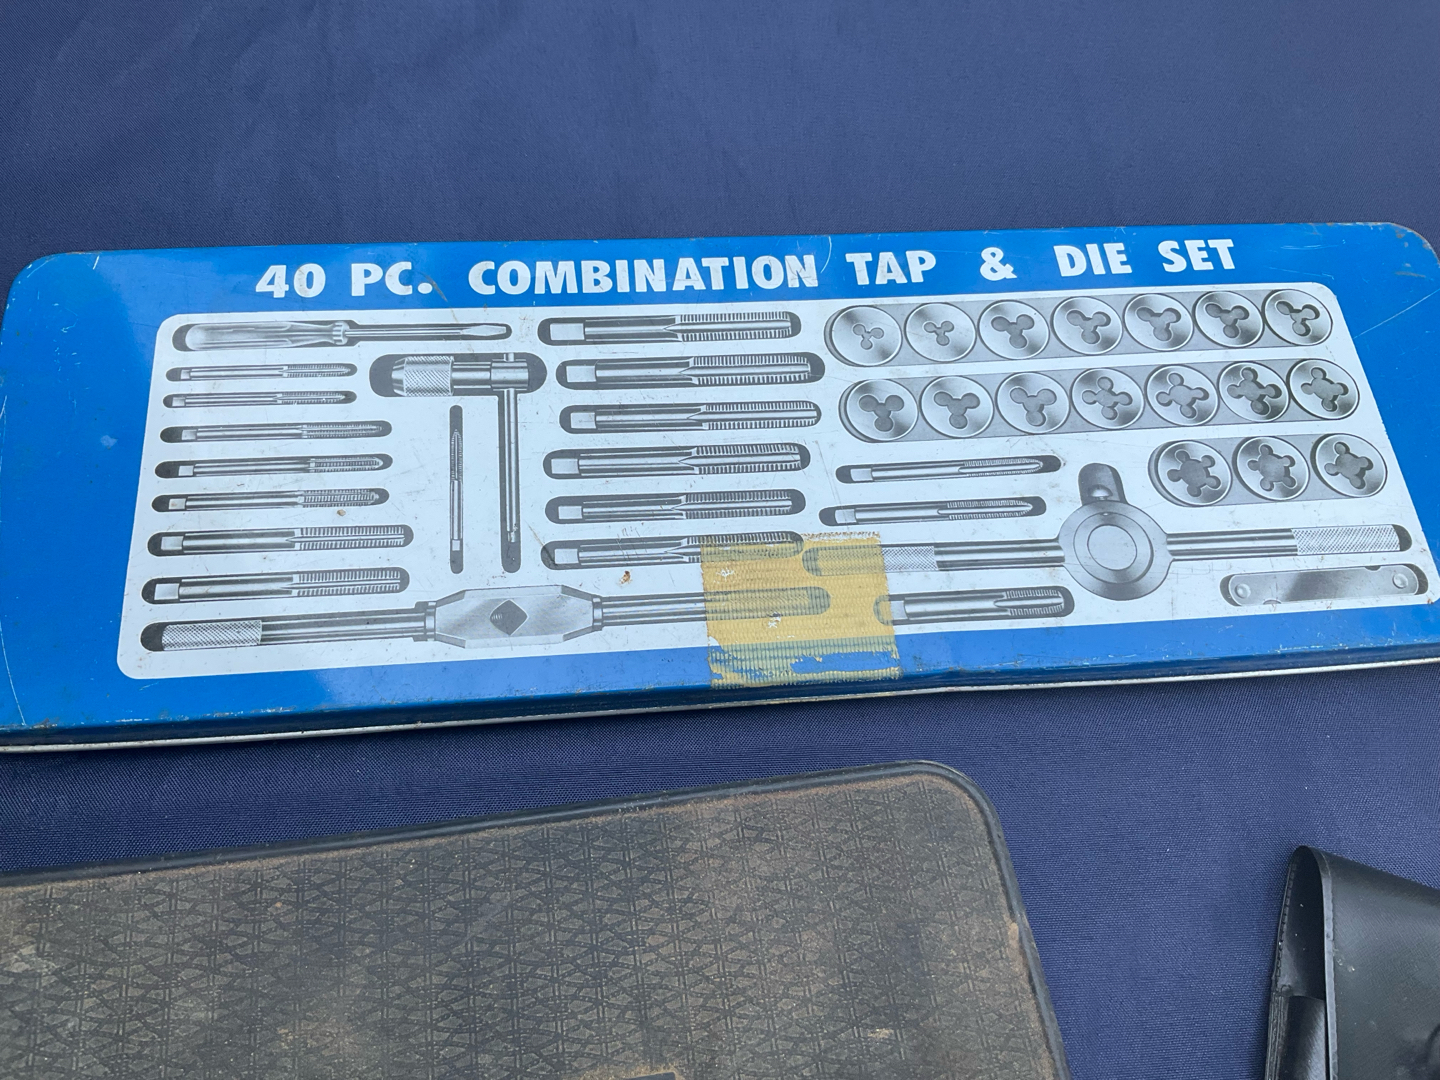 40 PC. COMBINATION TAP & DIE SET